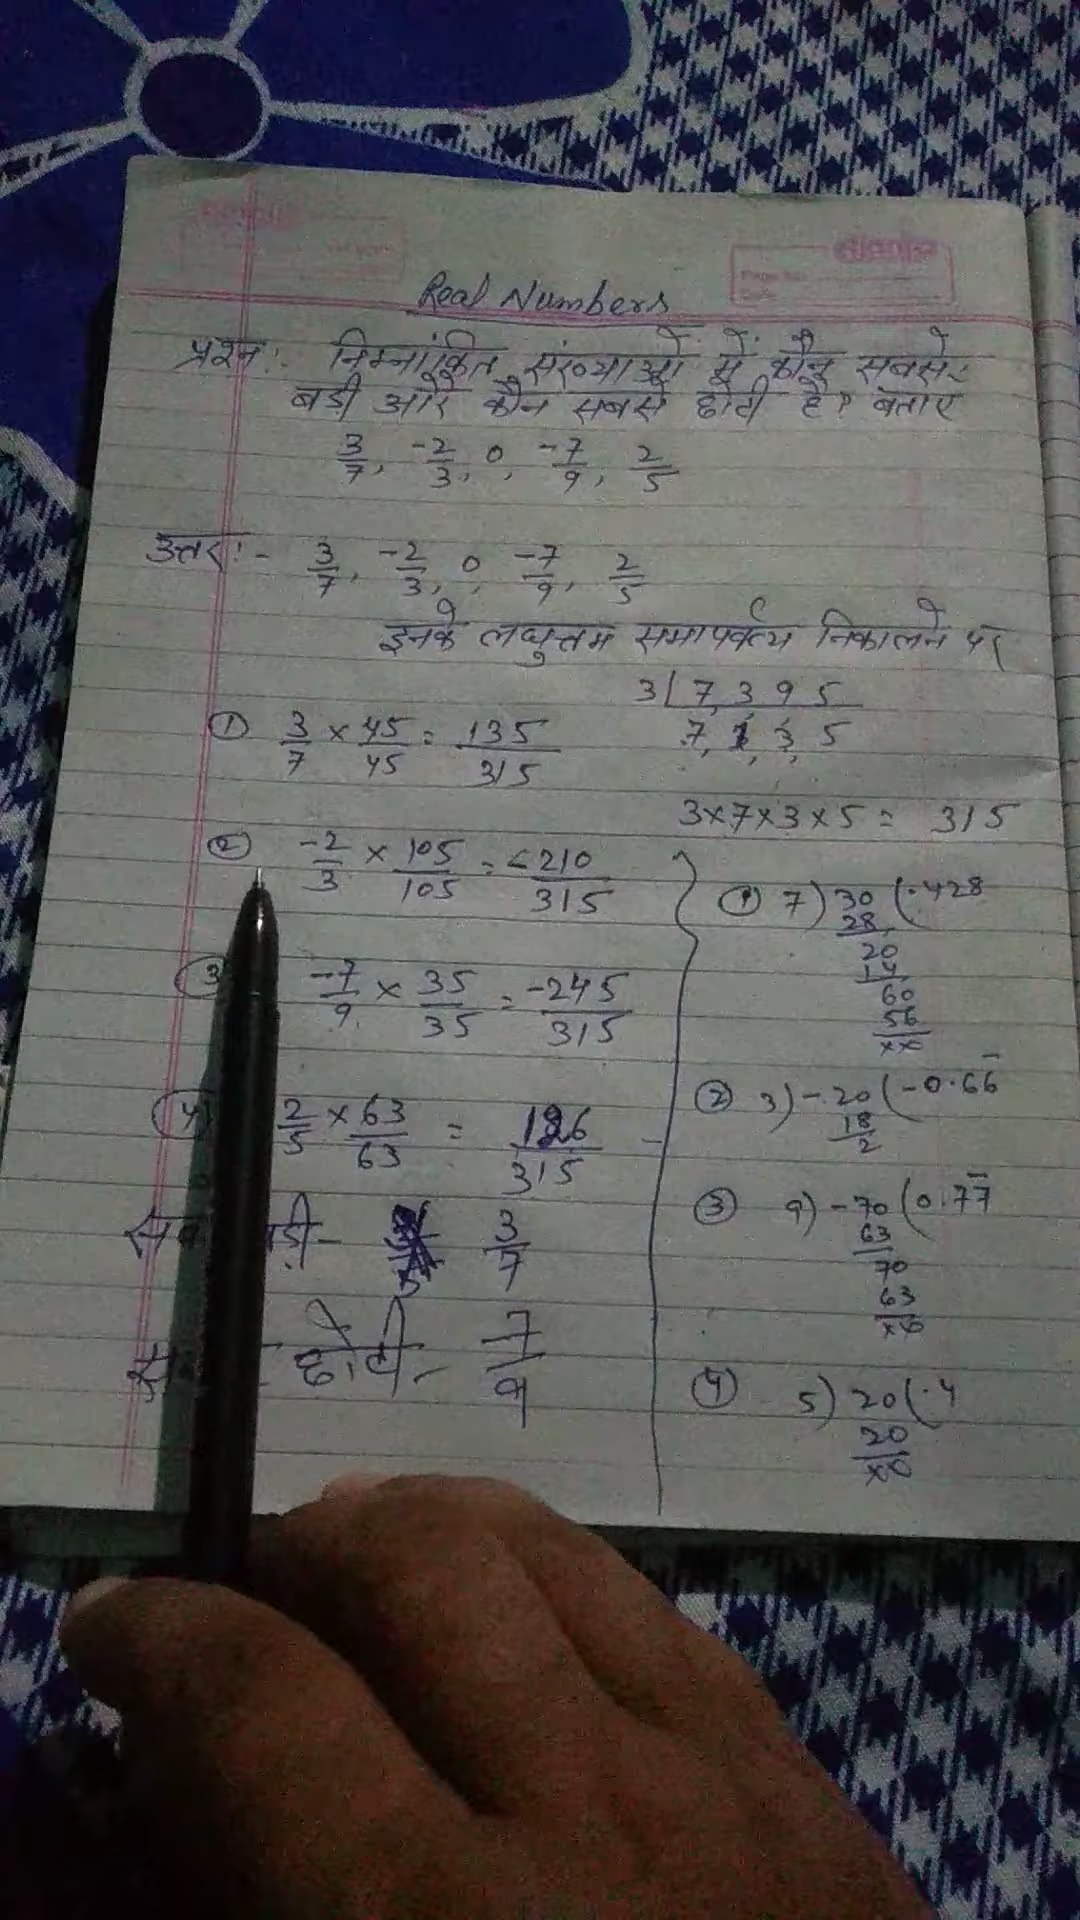 Real Numbers
प्रश्न:- निम्नांकित संख्याओं में कौन सबसे
बड़ी और कौन सबसे छोटी है? बताए
3/7, -2/3, 0, -7/9, 2/5
उत्तर:- 3/7, -2/3, 0, -7/9, 2/5
इनके लघुत्तम समापर्वत्य निकालने पर
3 | 7, 3 9 5
7, 1, 3, 5
3×7×3×5 = 315
① 3/7 × 45/45 = 135/315
② -2/3 × 105/105 = -210/315
③ -7/9 × 35/35 = -245/315
④ 2/5 × 63/63 = 126/315
3/7
छोटी - 7/9
① 7) 30 (.428
28
20
14
60
56
××
② 3) -20 (-0.66̅
18
2
③ 9) -70 (0.77̅
63
70
63
××
④ 5) 20 (.4
20
××